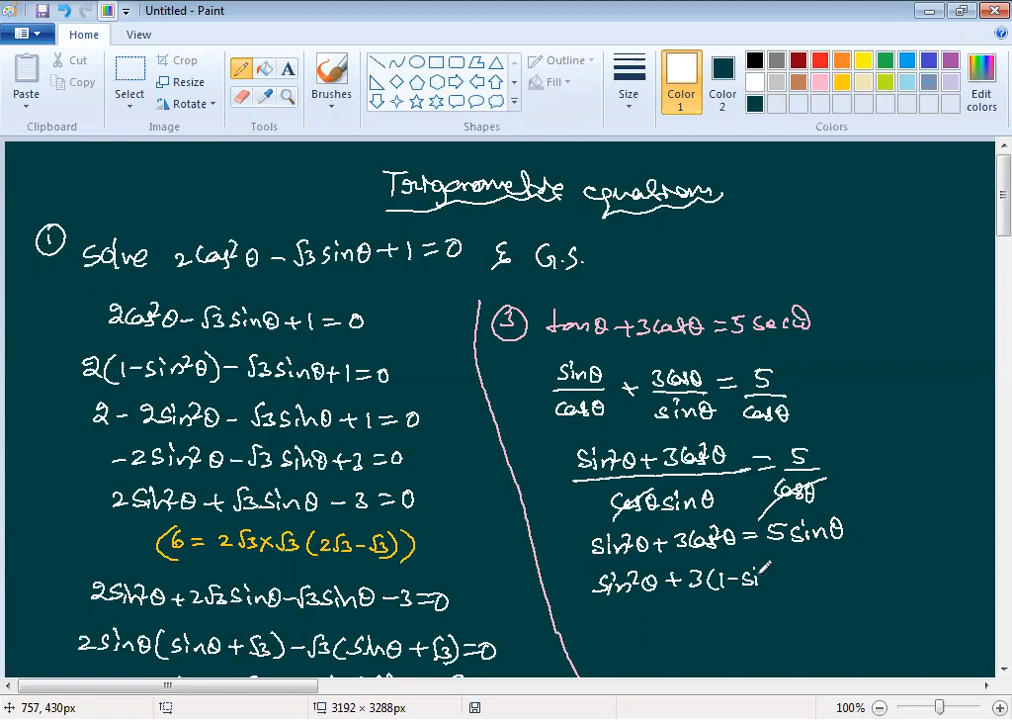 Untitled - Paint
Home View
Paste Cut Copy Clipboard
Select Crop Resize Rotate Image
Tools
Brushes
Outline Fill Shapes
Size
Color 1 Color 2 Edit colors Colors
Trigonometric equations
① Solve 2cos²θ - √3 sinθ + 1 = 0 & G.S.
2cos²θ - √3 sinθ + 1 = 0
2(1 - sin²θ) - √3 sinθ + 1 = 0
2 - 2sin²θ - √3 sinθ + 1 = 0
-2sin²θ - √3 sinθ + 3 = 0
2sin²θ + √3 sinθ - 3 = 0
(6 = 2√3 × √3 (2√3 - √3))
2sin²θ + 2√3 sinθ - √3 sinθ - 3 = 0
2sinθ(sinθ + √3) - √3(sinθ + √3) = 0
③ tanθ + 3cotθ = 5 secθ
sinθ/cosθ + 3cosθ/sinθ = 5/cosθ
sin²θ + 3cos²θ/cosθ sinθ = 5/cosθ
sin²θ + 3cos²θ = 5 sinθ
sin²θ + 3(1 - si
757, 430px 3192 × 3288px 100%